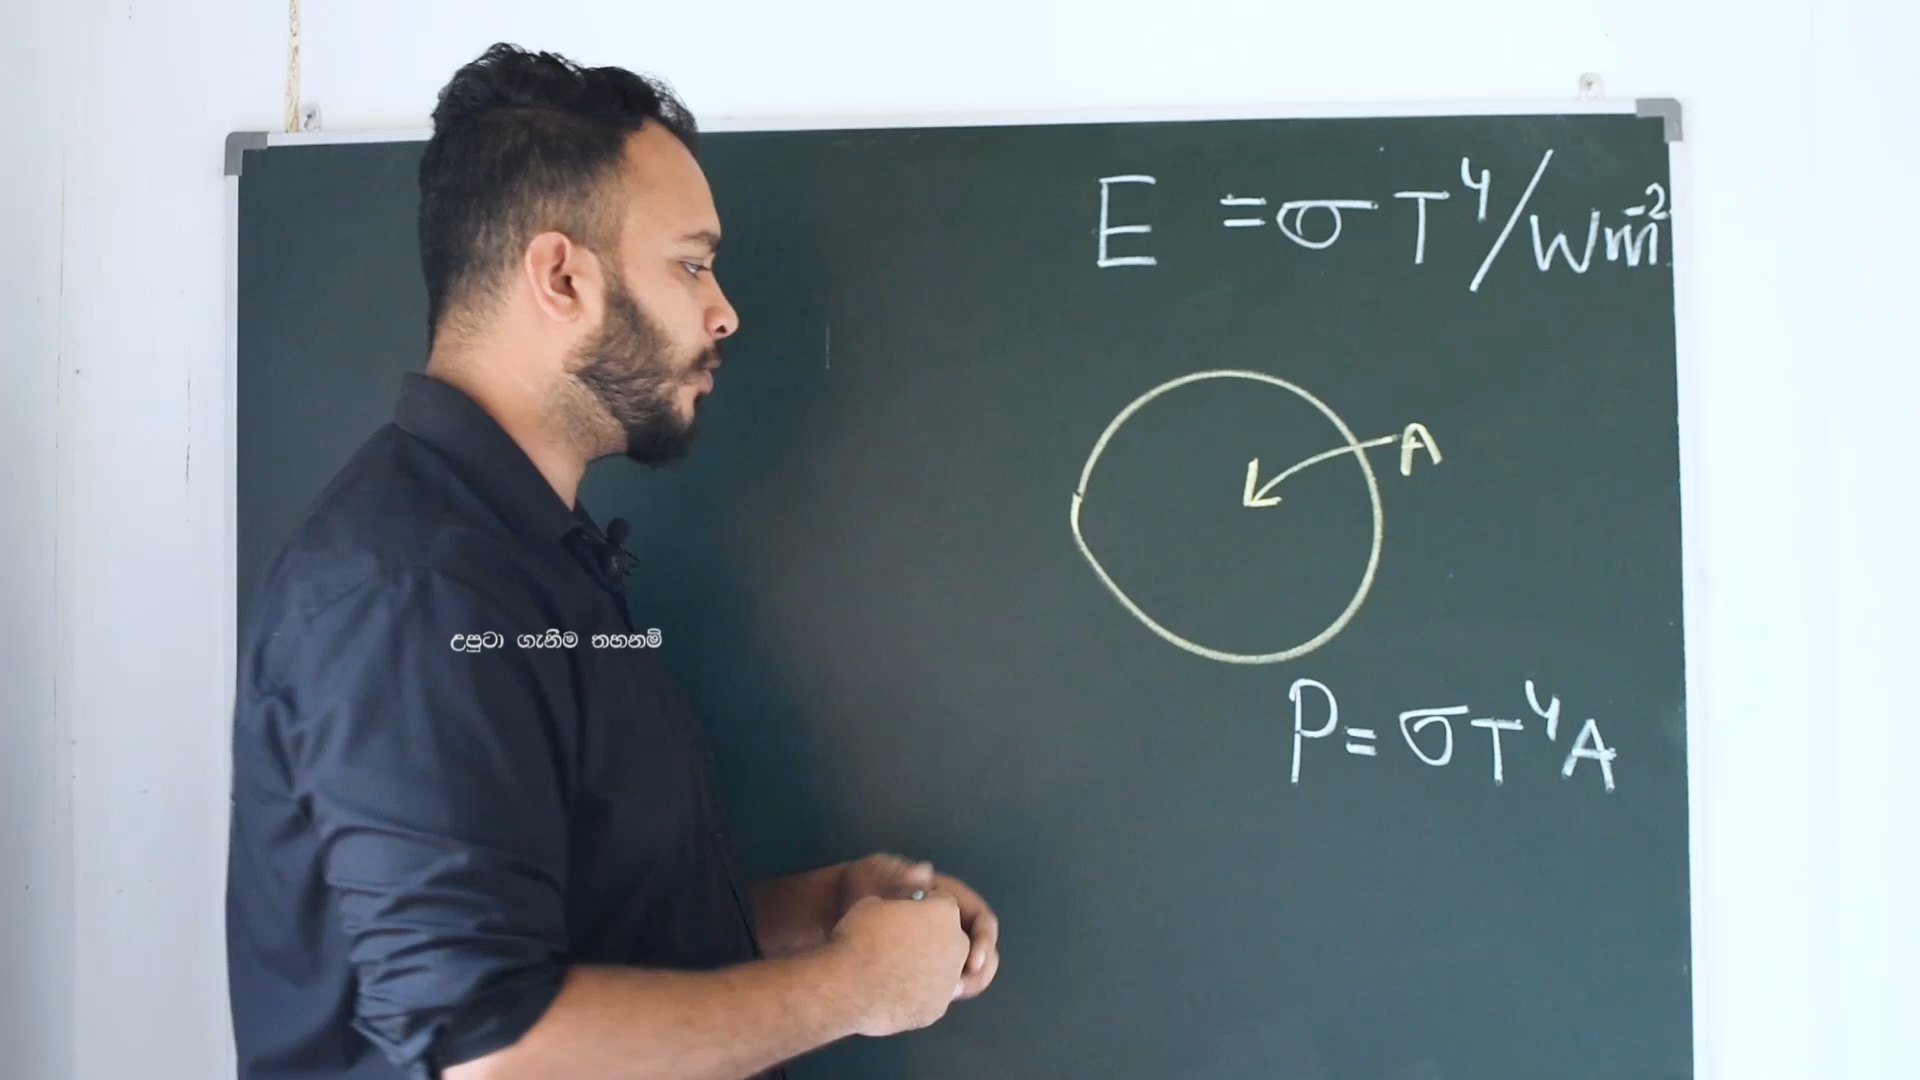 E = σT⁴/Wm⁻²
A
උපුටා ගැනීම තහනම්
P = σT⁴A